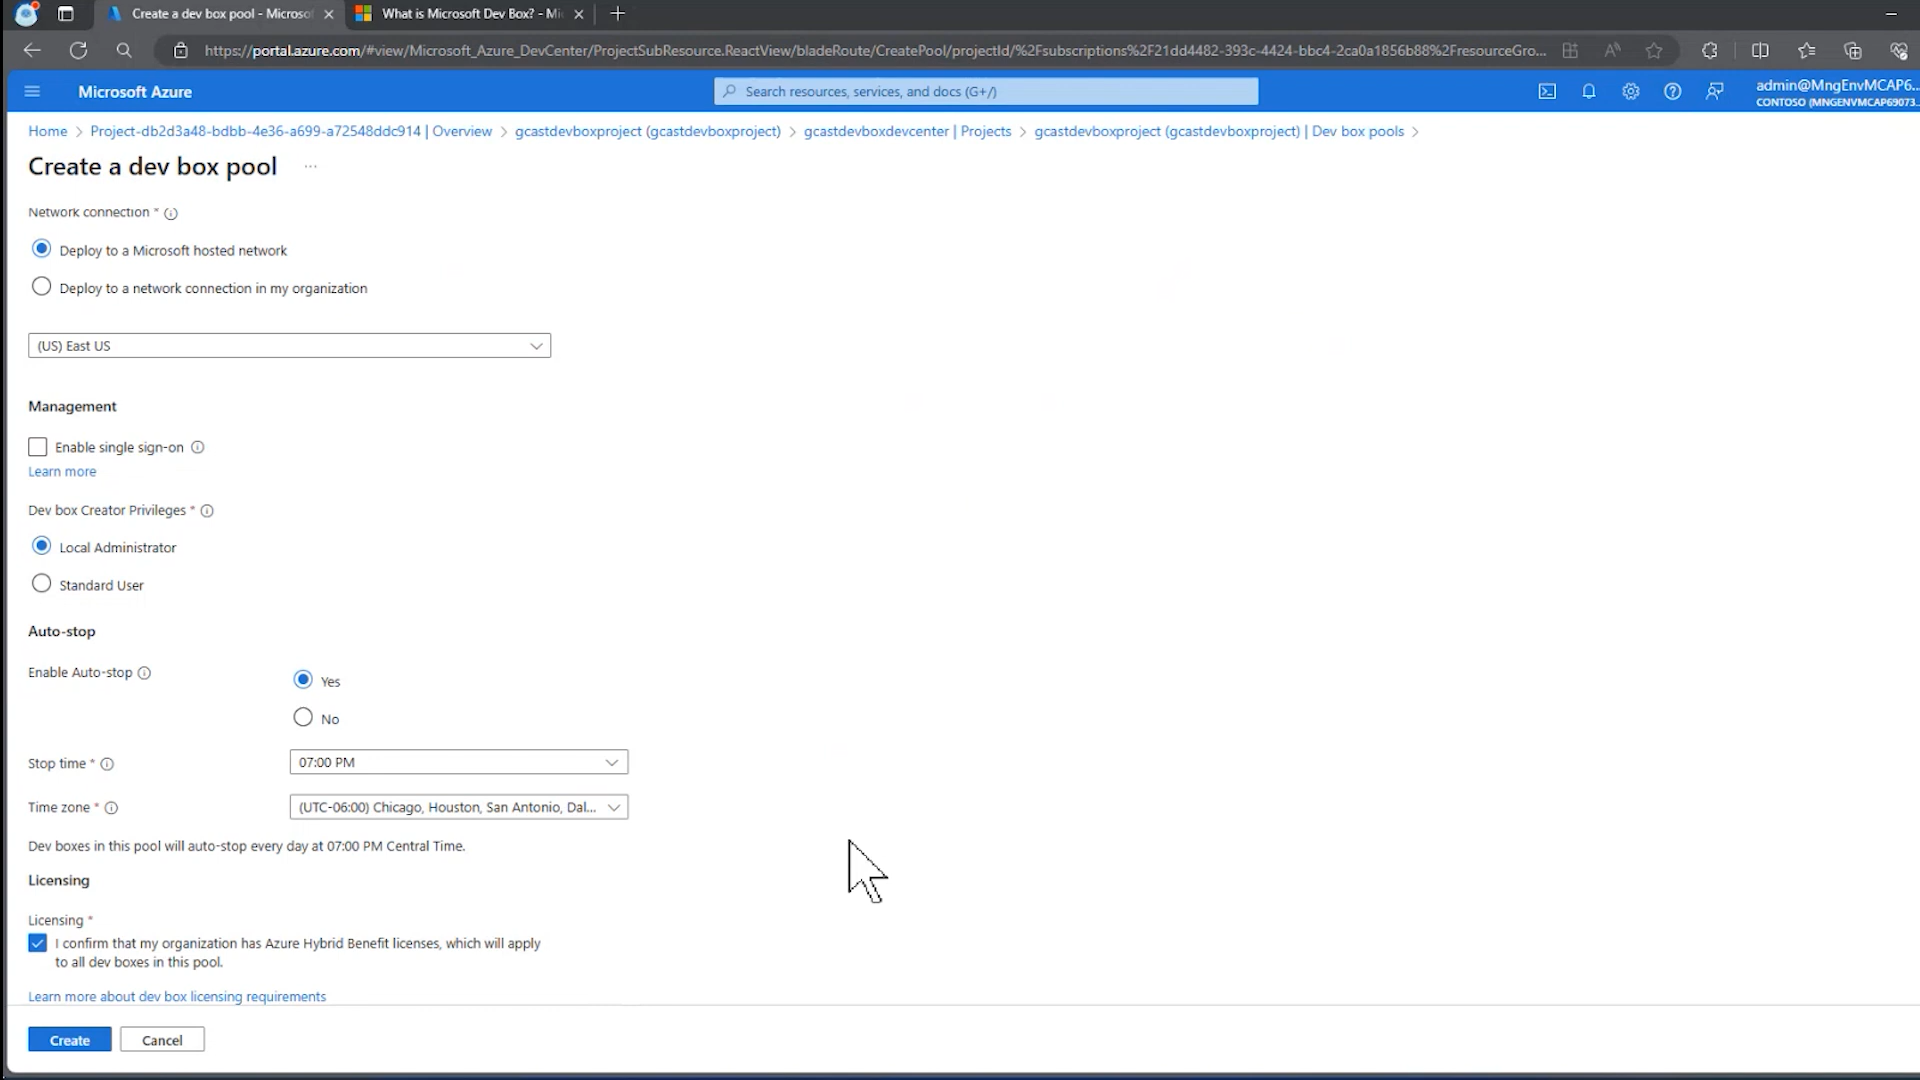 Create a dev box pool - Microsof
What is Microsoft Dev Box? - Mi
https://portal.azure.com/#view/Microsoft_Azure_DevCenter/ProjectSubResource.ReactView/bladeRoute/CreatePool/projectId/%2Fsubscriptions%2F21dd4482-393c-4424-bbc4-2ca0a1856b88%2FresourceGro...
Microsoft Azure
Search resources, services, and docs (G+/)
admin@MngEnvMCAP6...
CONTOSO (MNGENVMCAP69073...
Home > Project-db2d3a48-bdbb-4e36-a699-a72548ddc914 | Overview > gcastdevboxproject (gcastdevboxproject) > gcastdevboxdevcenter | Projects > gcastdevboxproject (gcastdevboxproject) | Dev box pools >
Create a dev box pool ...
Network connection *
Deploy to a Microsoft hosted network
Deploy to a network connection in my organization
(US) East US
Management
Enable single sign-on
Learn more
Dev box Creator Privileges *
Local Administrator
Standard User
Auto-stop
Enable Auto-stop
Yes
No
Stop time *
07:00 PM
Time zone *
(UTC-06:00) Chicago, Houston, San Antonio, Dal...
Dev boxes in this pool will auto-stop every day at 07:00 PM Central Time.
Licensing
Licensing *
I confirm that my organization has Azure Hybrid Benefit licenses, which will apply
to all dev boxes in this pool.
Learn more about dev box licensing requirements
Create
Cancel